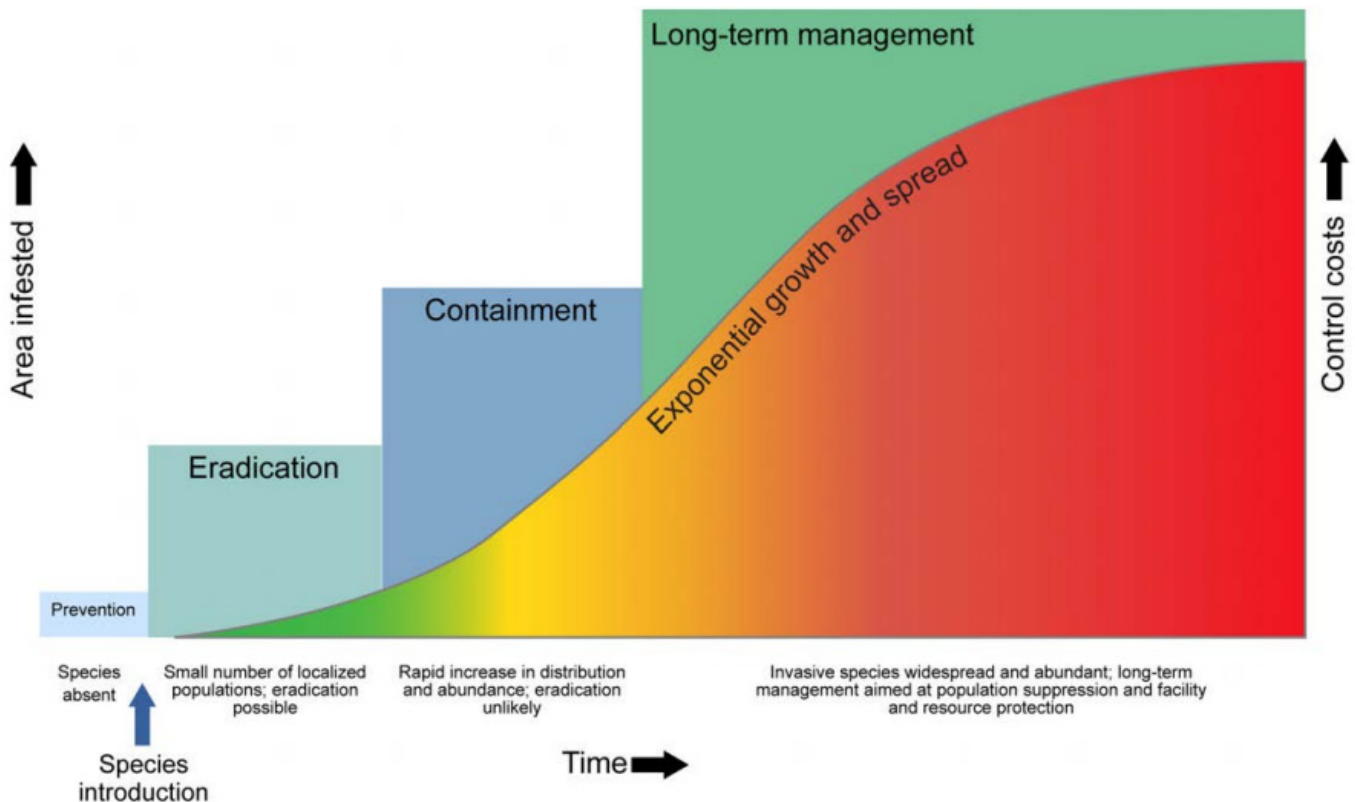 Long-term management
Area infested
Control costs
Exponential growth and spread
Containment
Eradication
Prevention
Species
absent
Small number of localized
populations; eradication
possible
Rapid increase in distribution
and abundance; eradication
unlikely
Invasive species widespread and abundant; long-term
management aimed at population suppression and facility
and resource protection
Species
introduction
Time